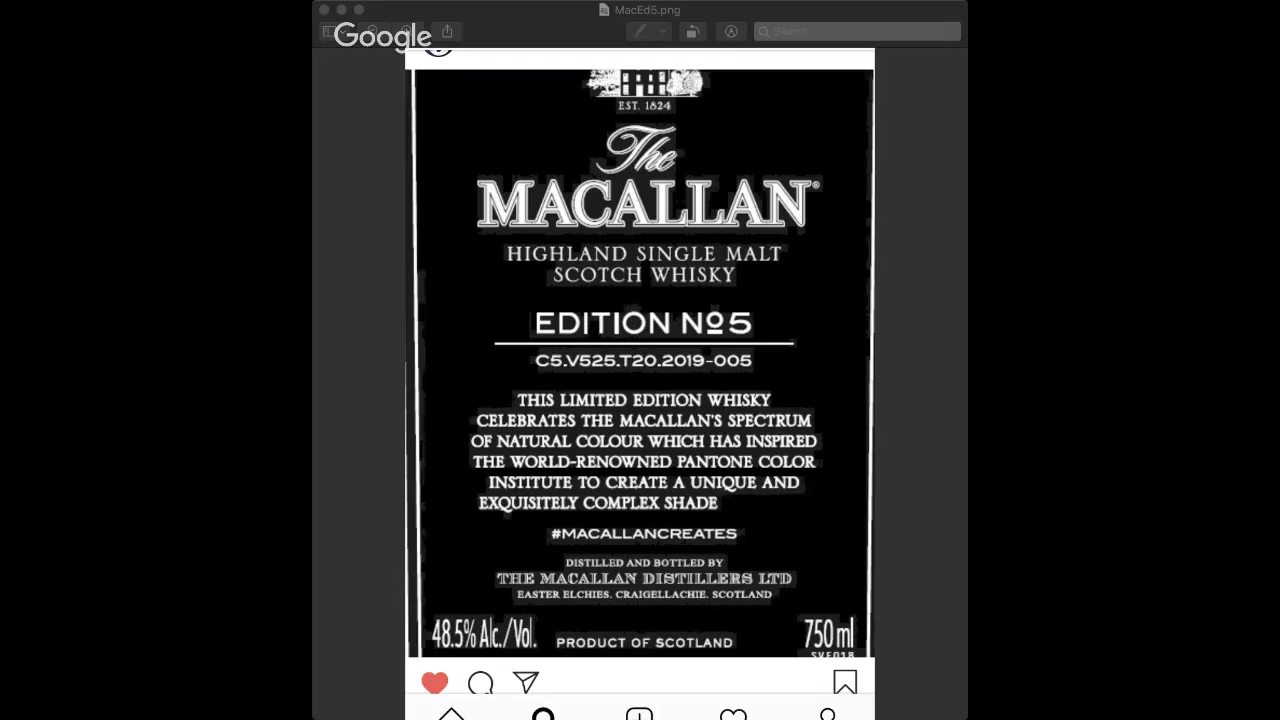 MacEd5.png
Google
Search
EST. 1824
The
MACALLAN®
HIGHLAND SINGLE MALT
SCOTCH WHISKY
EDITION Nº5
C5.V525.T20.2019-005
THIS LIMITED EDITION WHISKY
CELEBRATES THE MACALLAN'S SPECTRUM
OF NATURAL COLOUR WHICH HAS INSPIRED
THE WORLD-RENOWNED PANTONE COLOR
INSTITUTE TO CREATE A UNIQUE AND
EXQUISITELY COMPLEX SHADE
#MACALLANCREATES
DISTILLED AND BOTTLED BY
THE MACALLAN DISTILLERS LTD
EASTER ELCHIES. CRAIGELLACHIE. SCOTLAND
48.5% Alc./Vol. PRODUCT OF SCOTLAND 750 ml